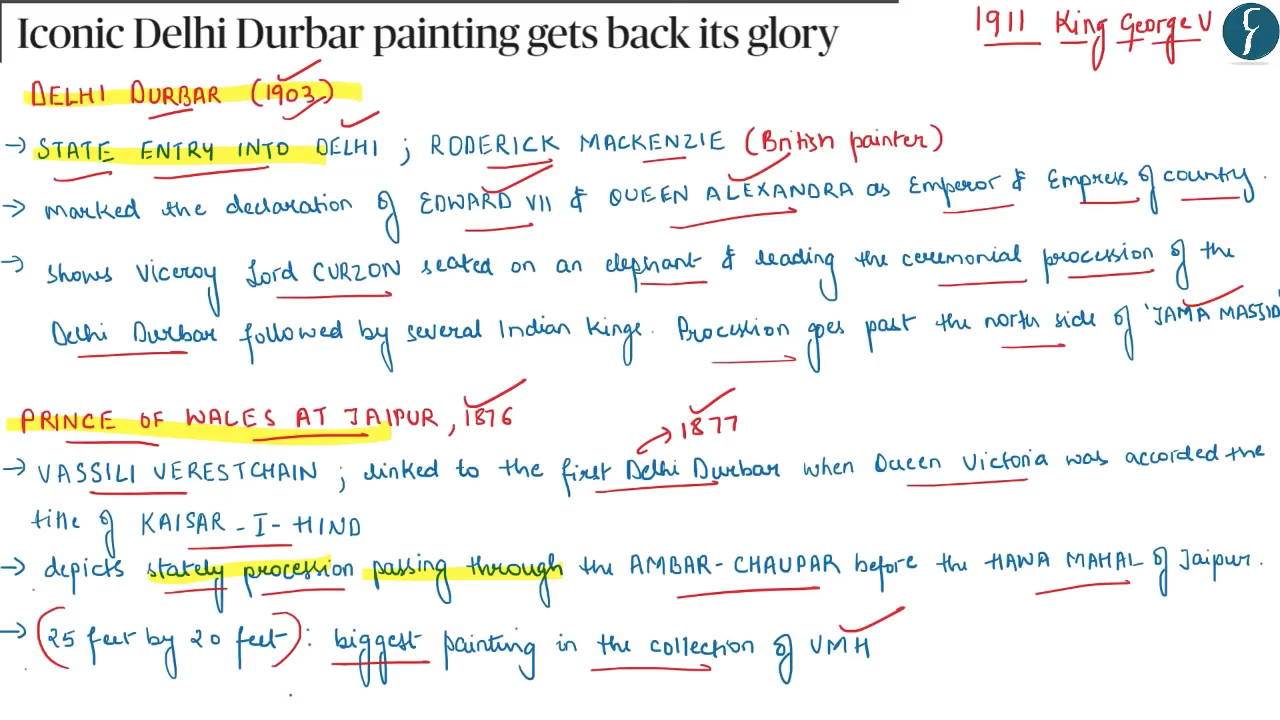 Iconic Delhi Durbar painting gets back its glory
1911 King George V
DELHI DURBAR (1903)
→ STATE ENTRY INTO DELHI ; RODERICK MACKENZIE (British painter)
→ marked the declaration of EDWARD VII & QUEEN ALEXANDRA as Emperor & Empress of country.
→ shows Viceroy Lord CURZON seated on an elephant & leading the ceremonial procession of the
Delhi Durbar followed by several Indian Kings. Procession goes past the north side of 'JAMA MASJID'
PRINCE OF WALES AT JAIPUR, 1876
→ 1877
→ VASSILI VERESTCHAIN ; linked to the first Delhi Durbar when Queen Victoria was accorded the
title of KAISAR-I-HIND
→ depicts stately procession passing through the AMBAR-CHAUPAR before the HAWA MAHAL of Jaipur.
→ (25 feet by 20 feet) : biggest painting in the collection of VMH